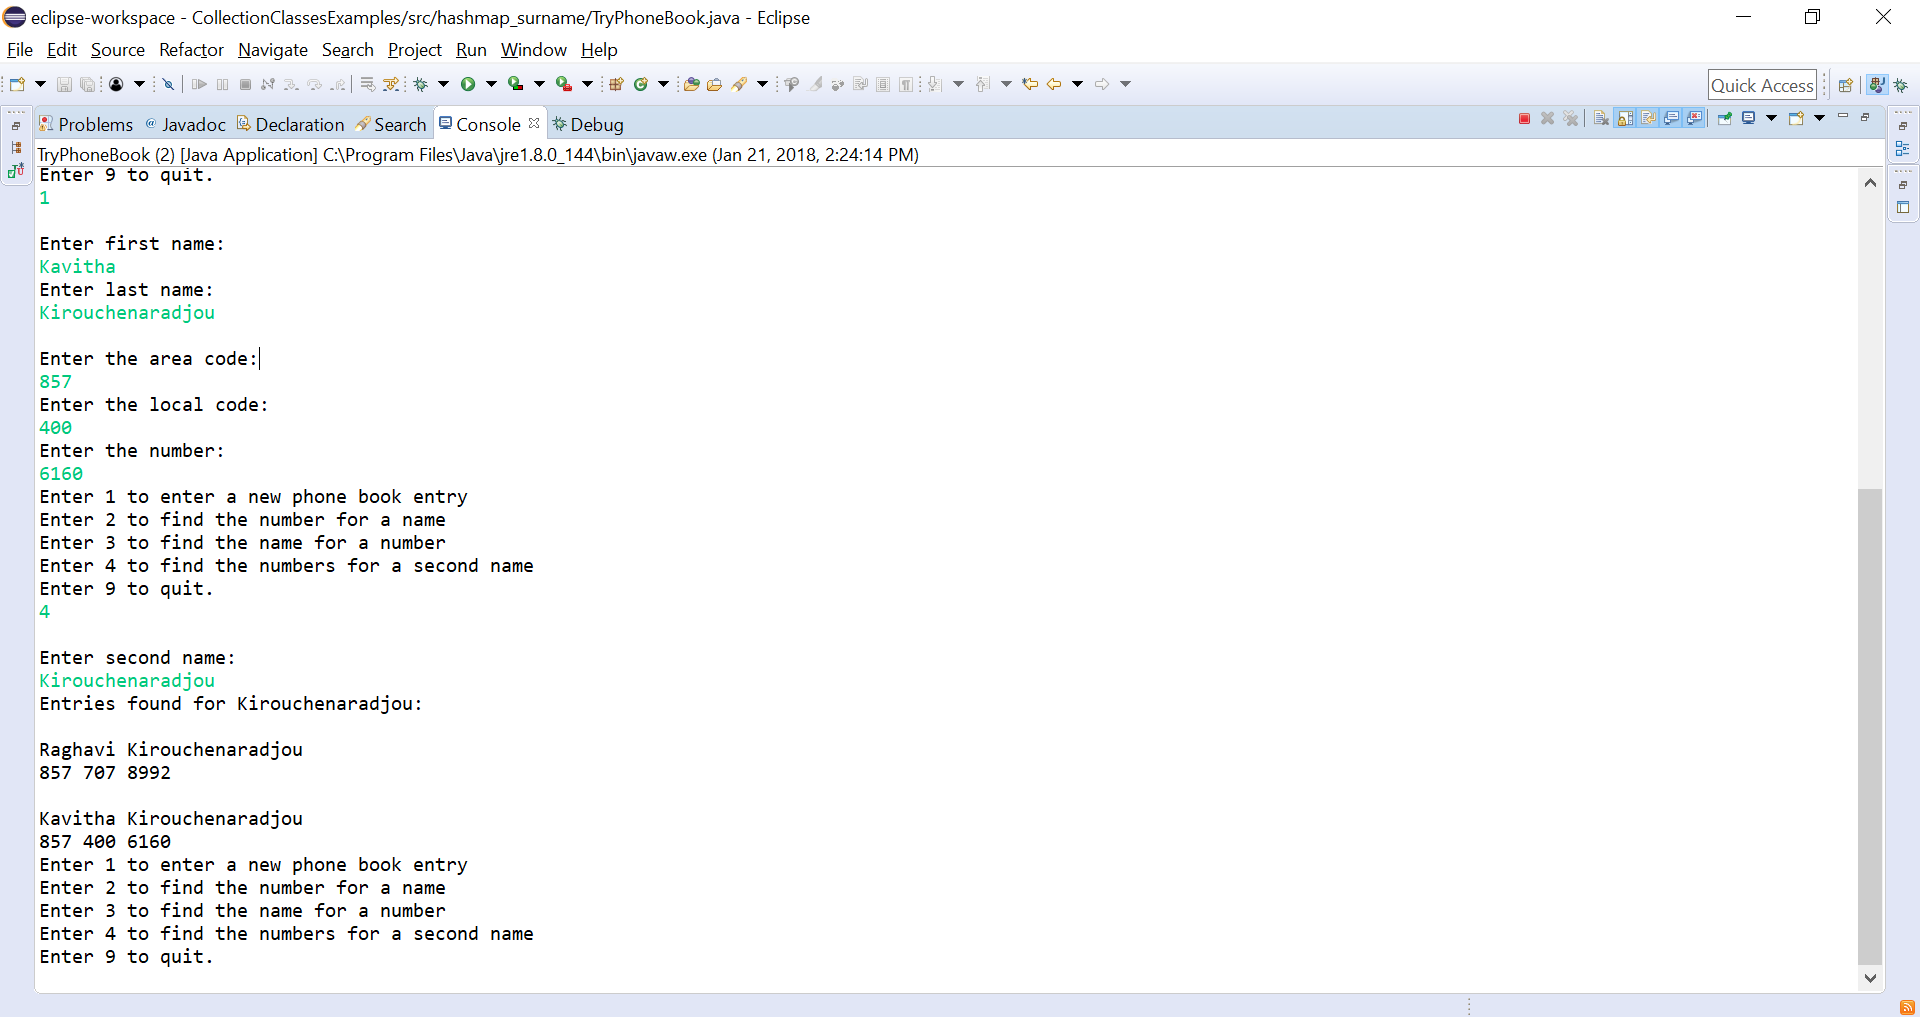 eclipse-workspace - CollectionClassesExamples/src/hashmap_surname/TryPhoneBook.java - Eclipse
File Edit Source Refactor Navigate Search Project Run Window Help
Quick Access
Problems Javadoc Declaration Search Console Debug
TryPhoneBook (2) [Java Application] C:\Program Files\Java\jre1.8.0_144\bin\javaw.exe (Jan 21, 2018, 2:24:14 PM)
Enter 9 to quit.
1
Enter first name:
Kavitha
Enter last name:
Kirouchenaradjou
Enter the area code:
857
Enter the local code:
400
Enter the number:
6160
Enter 1 to enter a new phone book entry
Enter 2 to find the number for a name
Enter 3 to find the name for a number
Enter 4 to find the numbers for a second name
Enter 9 to quit.
4
Enter second name:
Kirouchenaradjou
Entries found for Kirouchenaradjou:
Raghavi Kirouchenaradjou
857 707 8992
Kavitha Kirouchenaradjou
857 400 6160
Enter 1 to enter a new phone book entry
Enter 2 to find the number for a name
Enter 3 to find the name for a number
Enter 4 to find the numbers for a second name
Enter 9 to quit.